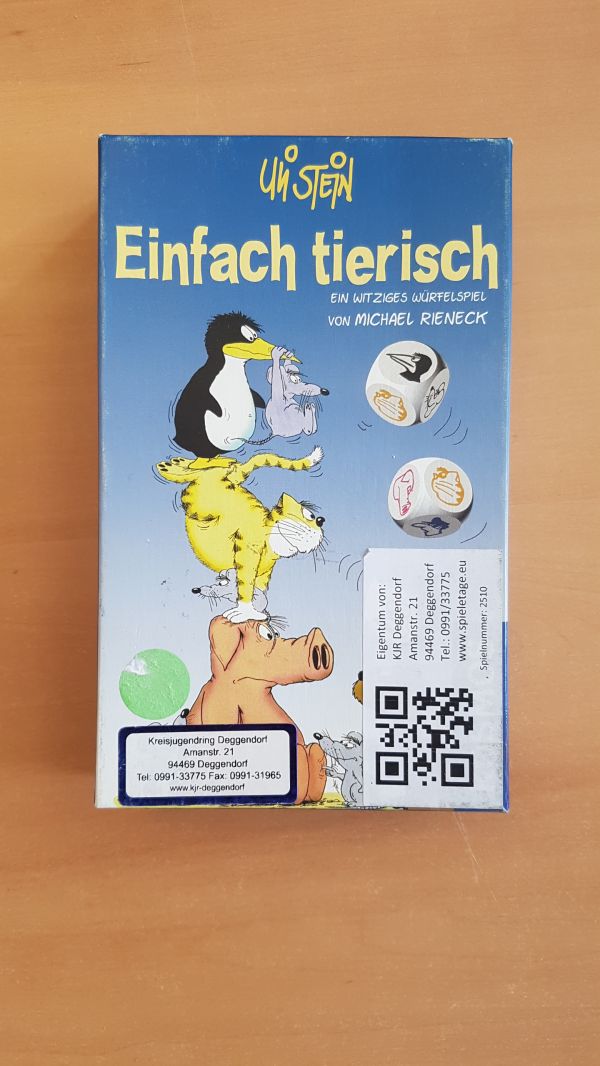 Uli STEIN
Einfach tierisch
EIN WITZIGES WÜRFELSPIEL
VON MICHAEL RIENECK
Eigentum von:
KJR Deggendorf
Amanstr. 21
94469 Deggendorf
Tel.: 0991/33775
www.spieletage.eu
Spielnummer: 2510
Kreisjugendring Deggendorf
Amanstr. 21
94469 Deggendorf
Tel: 0991-33775 Fax: 0991-31965
www.kjr-deggendorf